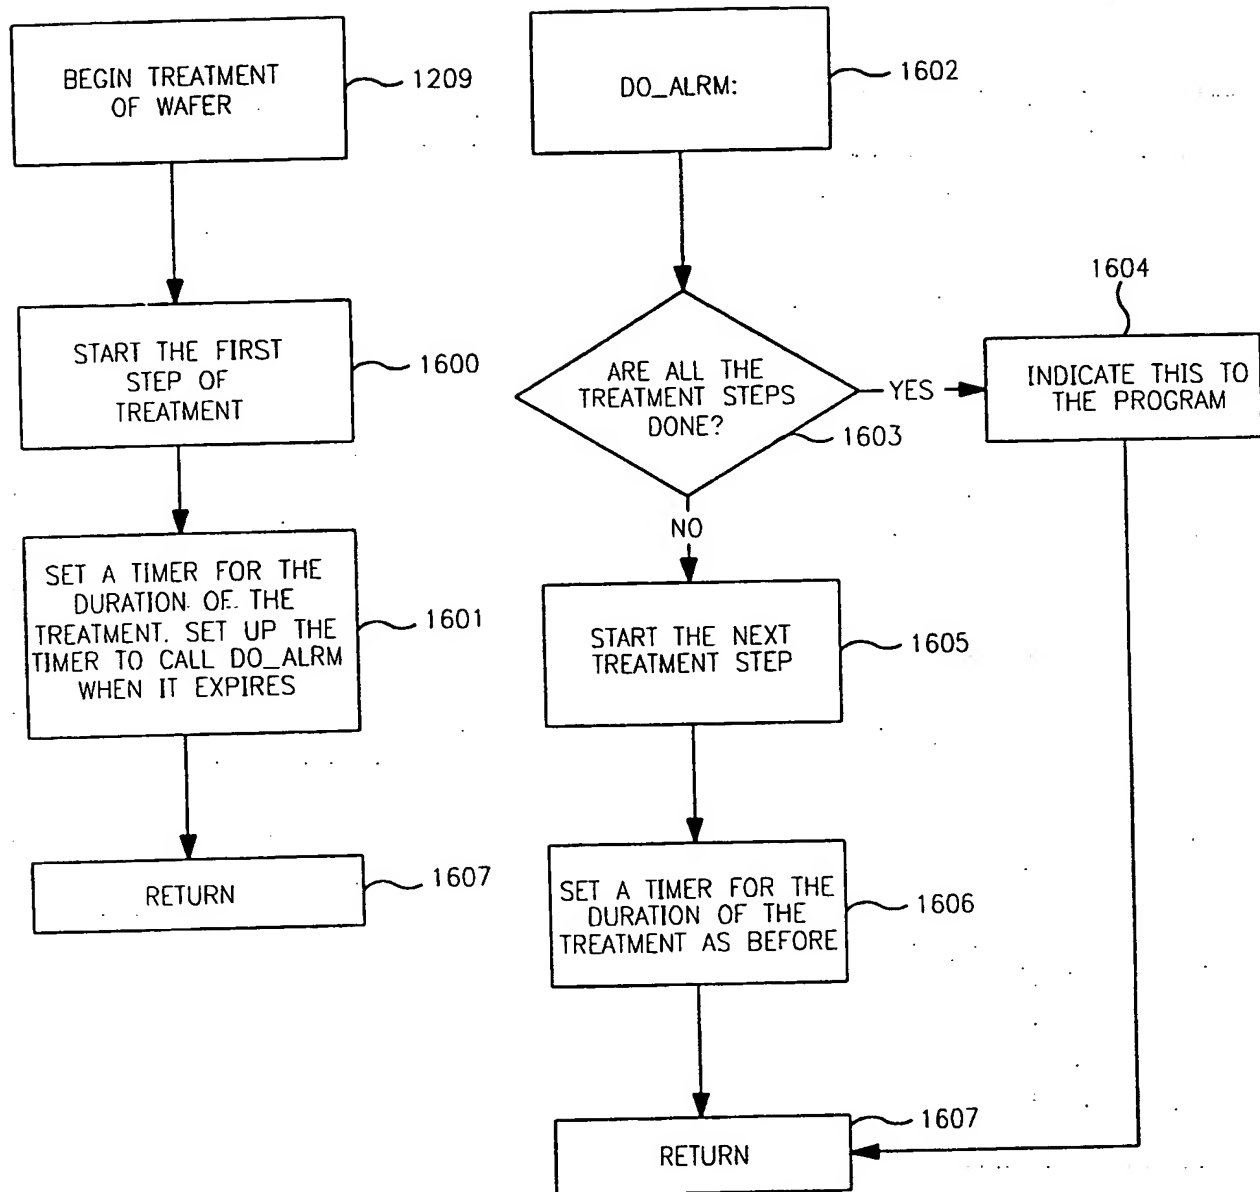 BEGIN TREATMENT
OF WAFER
1209
START THE FIRST
STEP OF
TREATMENT
1600
SET A TIMER FOR THE
DURATION OF THE
TREATMENT. SET UP THE
TIMER TO CALL DO_ALRM
WHEN IT EXPIRES
1601
RETURN
1607
DO_ALRM:
1602
ARE ALL THE
TREATMENT STEPS
DONE?
1603
YES
1604
INDICATE THIS TO
THE PROGRAM
NO
START THE NEXT
TREATMENT STEP
1605
SET A TIMER FOR THE
DURATION OF THE
TREATMENT AS BEFORE
1606
RETURN
1607